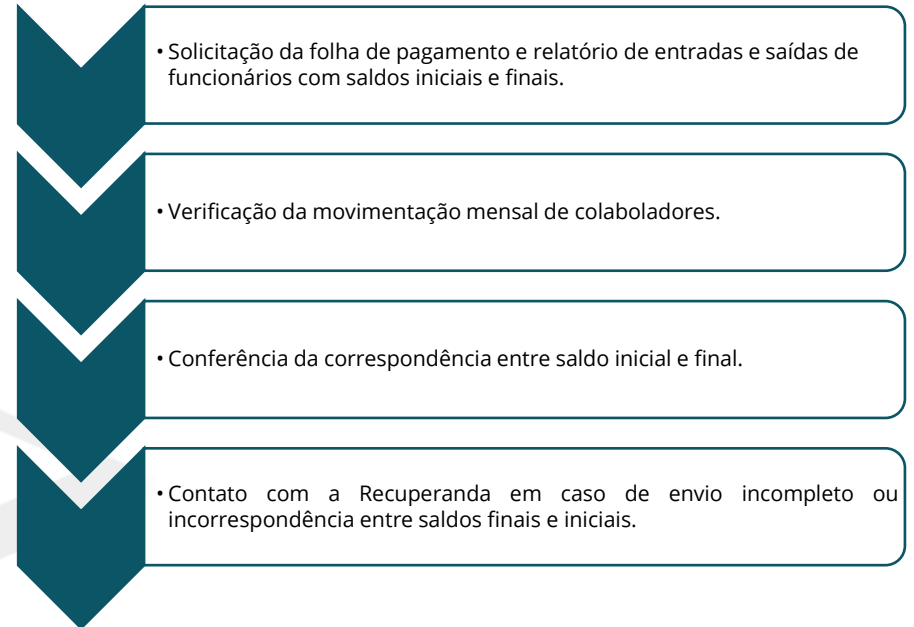 • Solicitação da folha de pagamento e relatório de entradas e saídas de
funcionários com saldos iniciais e finais.
• Verificação da movimentação mensal de colaboladores.
• Conferência da correspondência entre saldo inicial e final.
• Contato com a Recuperanda em caso de envio incompleto ou
incorrespondência entre saldos finais e iniciais.